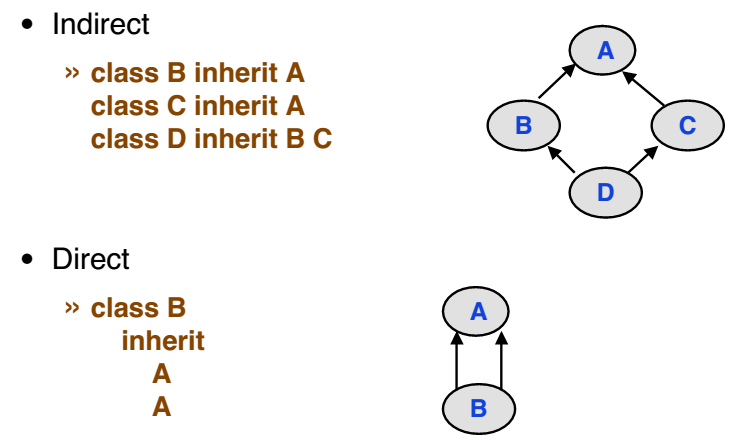 • Indirect
» class B inherit A
class C inherit A
class D inherit B C
A
B
C
D
• Direct
» class B
inherit
A
A
A
B